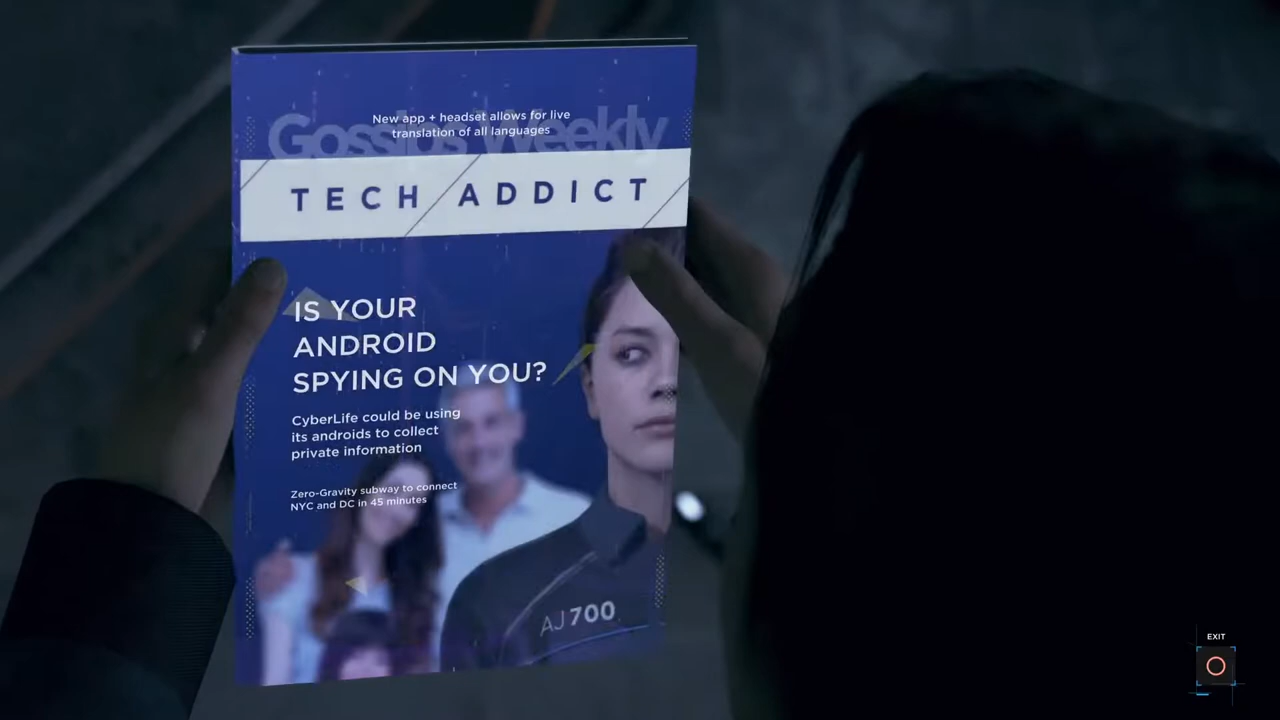 Gossips Weekly
New app + headset allows for live
translation of all languages
TECH ADDICT
IS YOUR
ANDROID
SPYING ON YOU?
CyberLife could be using
its androids to collect
private information
Zero-Gravity subway to connect
NYC and DC in 45 minutes
AJ700
EXIT